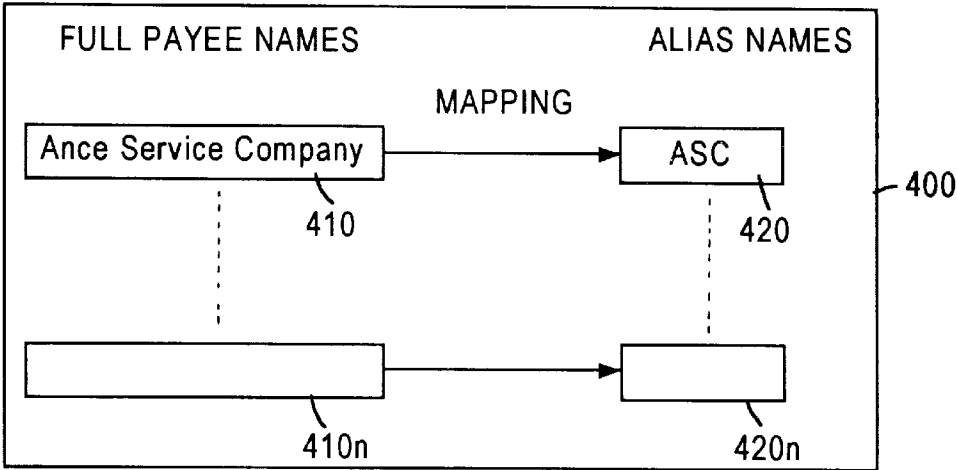 FULL PAYEE NAMES
ALIAS NAMES
MAPPING
Ance Service Company
ASC
400
410
420
410n
420n